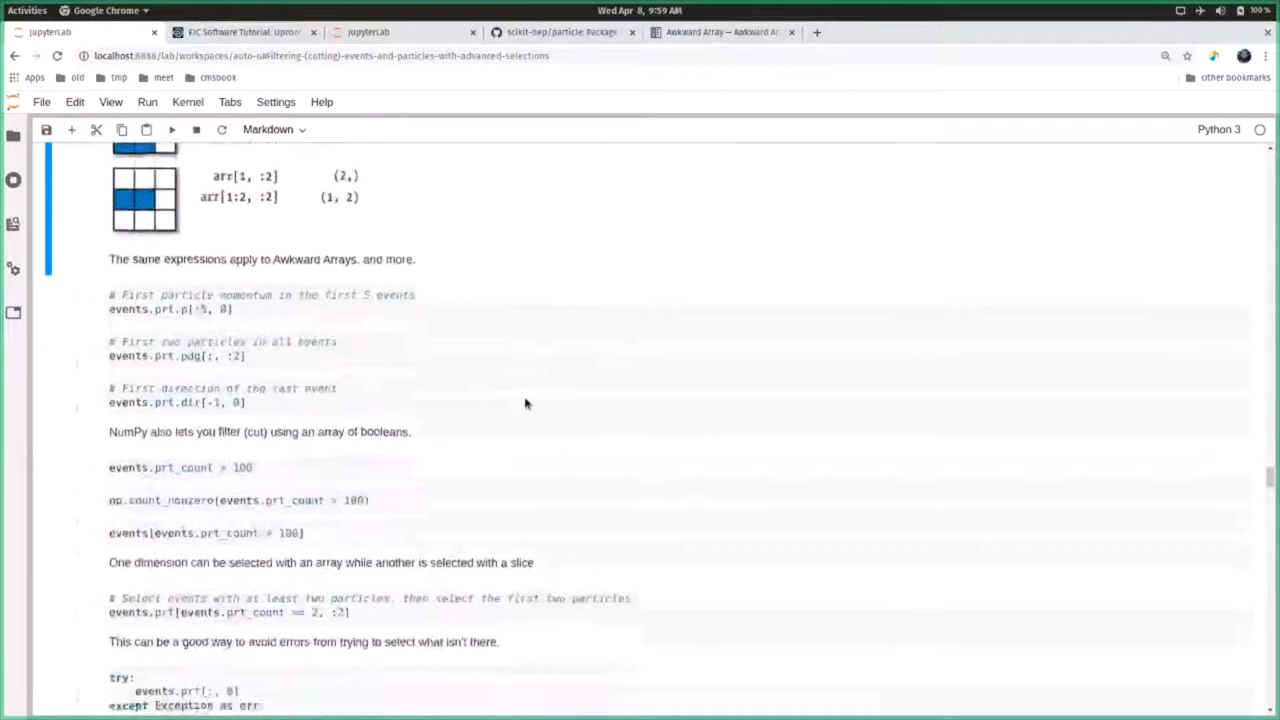 Activities Google Chrome Wed Apr 8, 9:59 AM 100 %
JupyterLab EIC Software Tutorial: Uproot JupyterLab scikit-hep/particle: Package Awkward Array — Awkward Ar
localhost:8888/lab/workspaces/auto-u#Filtering-(cutting)-events-and-particles-with-advanced-selections
Apps old tmp meet cmsbook Other bookmarks
File Edit View Run Kernel Tabs Settings Help
Markdown Python 3
arr[1, :2] (2,)
arr[1:2, :2] (1, 2)
The same expressions apply to Awkward Arrays, and more.
# First particle momentum in the first 5 events
events.prt.p[:5, 0]
# First two particles in all events
events.prt.pdg[:, :2]
# First direction of the last event
events.prt.dir[-1, 0]
NumPy also lets you filter (cut) using an array of booleans.
events.prt_count > 100
np.count_nonzero(events.prt_count > 100)
events[events.prt_count > 100]
One dimension can be selected with an array while another is selected with a slice
# Select events with at least two particles, then select the first two particles
events.prt[events.prt_count >= 2, :2]
This can be a good way to avoid errors from trying to select what isn't there.
try:
events.prt[:, 0]
except Exception as err